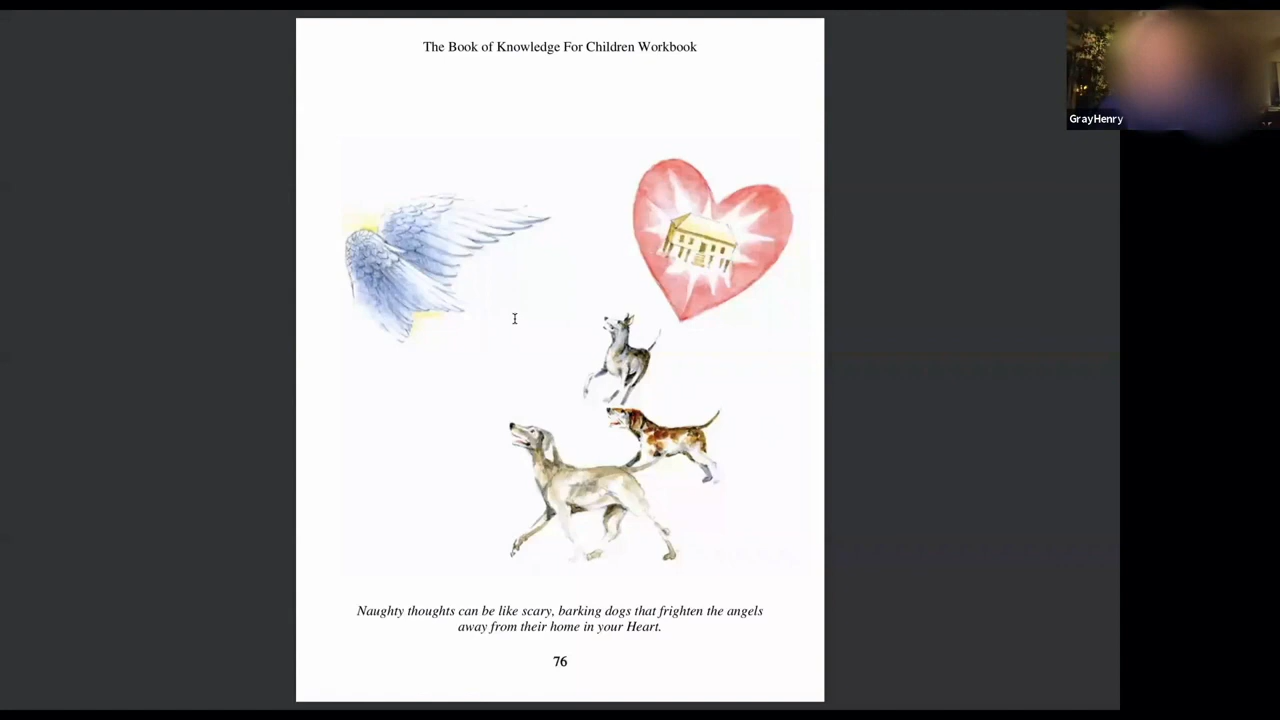 The Book of Knowledge For Children Workbook
GrayHenry
Naughty thoughts can be like scary, barking dogs that frighten the angels
away from their home in your Heart.
76